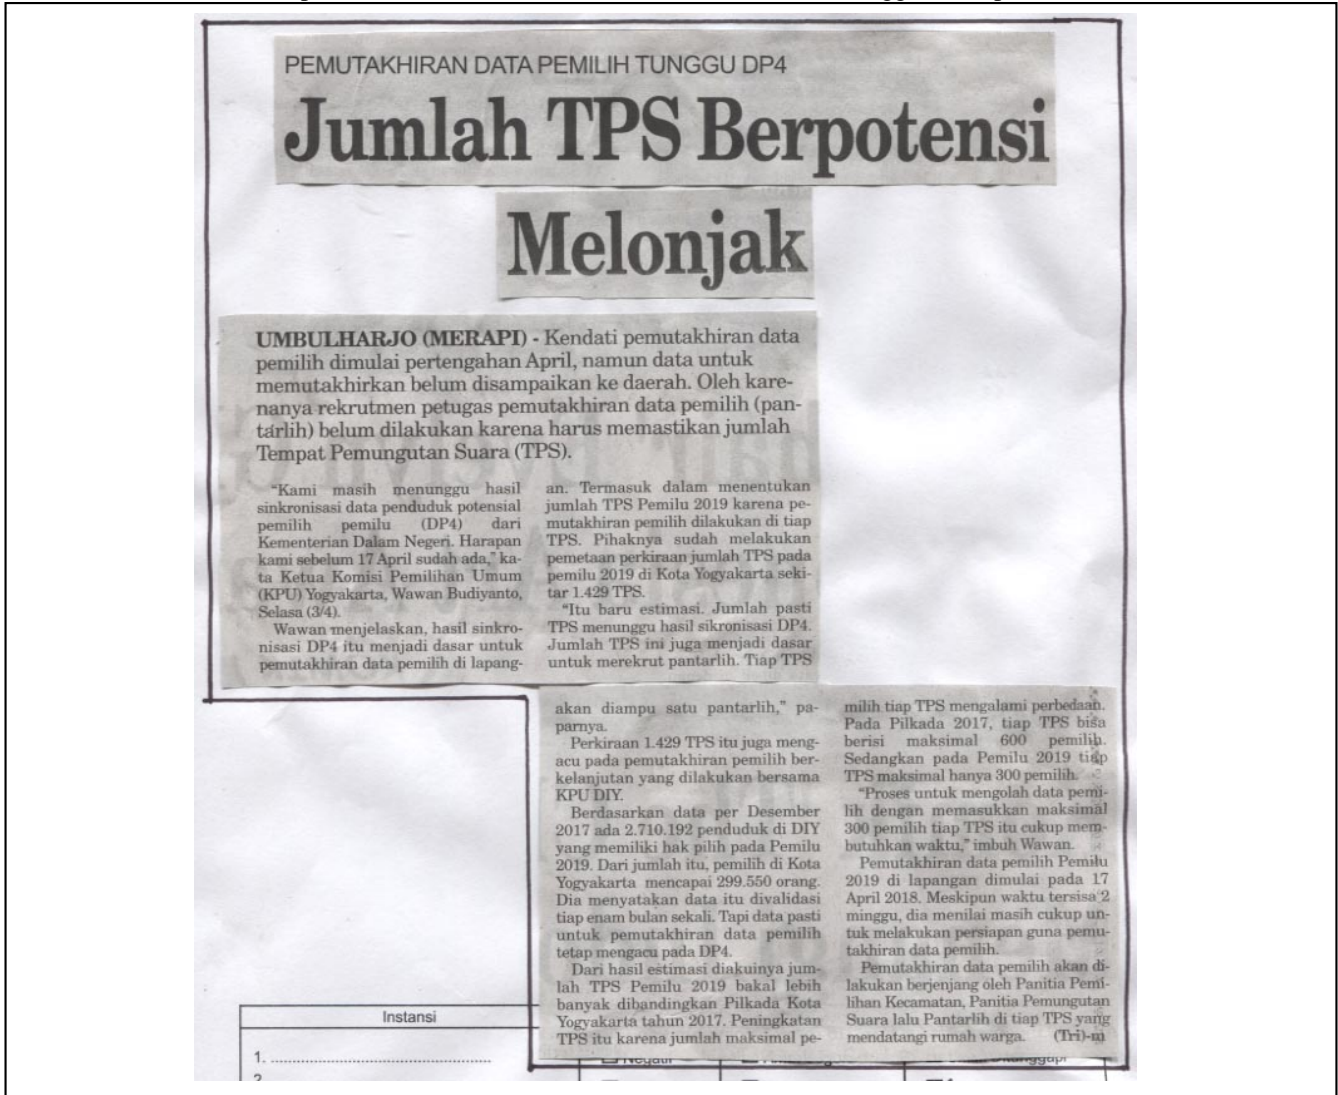 PEMUTAKHIRAN DATA PEMILIH TUNGGU DP4
Jumlah TPS Berpotensi
Melonjak
UMBULHARJO (MERAPI) - Kendati pemutakhiran data
pemilih dimulai pertengahan April, namun data untuk
memutakhirkan belum disampaikan ke daerah. Oleh kare-
nanya rekrutmen petugas pemutakhiran data pemilih (pan-
tarlih) belum dilakukan karena harus memastikan jumlah
Tempat Pemungutan Suara (TPS).
"Kami masih menunggu hasil
sinkronisasi data penduduk potensial
pemilih pemilu (DP4) dari
Kementerian Dalam Negeri. Harapan
kami sebelum 17 April sudah ada," ka-
ta Ketua Komisi Pemilihan Umum
(KPU) Yogyakarta, Wawan Budiyanto,
Selasa (3/4).
Wawan menjelaskan, hasil sinkro-
nisasi DP4 itu menjadi dasar untuk
pemutakhiran data pemilih di lapang-
an. Termasuk dalam menentukan
jumlah TPS Pemilu 2019 karena pe-
mutakhiran pemilih dilakukan di tiap
TPS. Pihaknya sudah melakukan
pemetaan perkiraan jumlah TPS pada
pemilu 2019 di Kota Yogyakarta seki-
tar 1.429 TPS.
"Itu baru estimasi. Jumlah pasti
TPS menunggu hasil sikronisasi DP4.
Jumlah TPS ini juga menjadi dasar
untuk merekrut pantarlih. Tiap TPS
akan diampu satu pantarlih," pa-
parnya.
Perkiraan 1.429 TPS itu juga meng-
acu pada pemutakhiran pemilih ber-
kelanjutan yang dilakukan bersama
KPU DIY.
Berdasarkan data per Desember
2017 ada 2.710.192 penduduk di DIY
yang memiliki hak pilih pada Pemilu
2019. Dari jumlah itu, pemilih di Kota
Yogyakarta mencapai 299.550 orang.
Dia menyatakan data itu divalidasi
tiap enam bulan sekali. Tapi data pasti
untuk pemutakhiran data pemilih
tetap mengacu pada DP4.
Dari hasil estimasi diakuinya jum-
lah TPS Pemilu 2019 bakal lebih
banyak dibandingkan Pilkada Kota
Yogyakarta tahun 2017. Peningkatan
TPS itu karena jumlah maksimal pe-
milih tiap TPS mengalami perbedaan.
Pada Pilkada 2017, tiap TPS bisa
berisi maksimal 600 pemilih.
Sedangkan pada Pemilu 2019 tiap
TPS maksimal hanya 300 pemilih.
"Proses untuk mengolah data pemi-
lih dengan memasukkan maksimal
300 pemilih tiap TPS itu cukup mem-
butuhkan waktu," imbuh Wawan.
Pemutakhiran data pemilih Pemilu
2019 di lapangan dimulai pada 17
April 2018. Meskipun waktu tersisa 2
minggu, dia menilai masih cukup un-
tuk melakukan persiapan guna pemu-
takhiran data pemilih.
Pemutakhiran data pemilih akan di-
lakukan berjenjang oleh Panitia Pemi-
lihan Kecamatan, Panitia Pemungutan
Suara lalu Pantarlih di tiap TPS yang
mendatangi rumah warga. (Tri)-m
Instansi
1. ..................................................